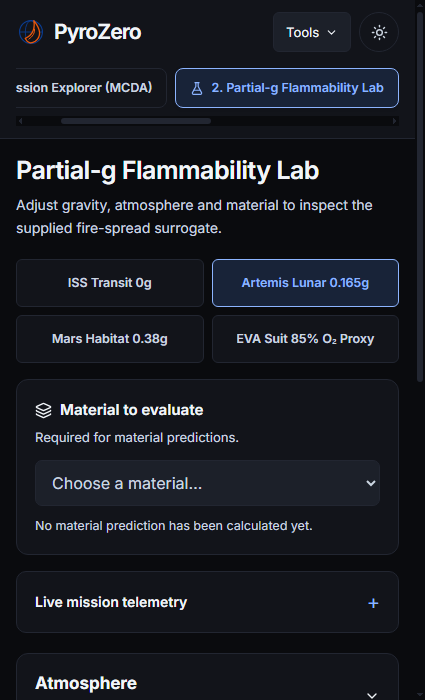 PyroZero
Tools
ssion Explorer (MCDA)
2. Partial-g Flammability Lab
Partial-g Flammability Lab
Adjust gravity, atmosphere and material to inspect the
supplied fire-spread surrogate.
ISS Transit 0g
Artemis Lunar 0.165g
Mars Habitat 0.38g
EVA Suit 85% O₂ Proxy
Material to evaluate
Required for material predictions.
Choose a material...
No material prediction has been calculated yet.
Live mission telemetry
+
Atmosphere